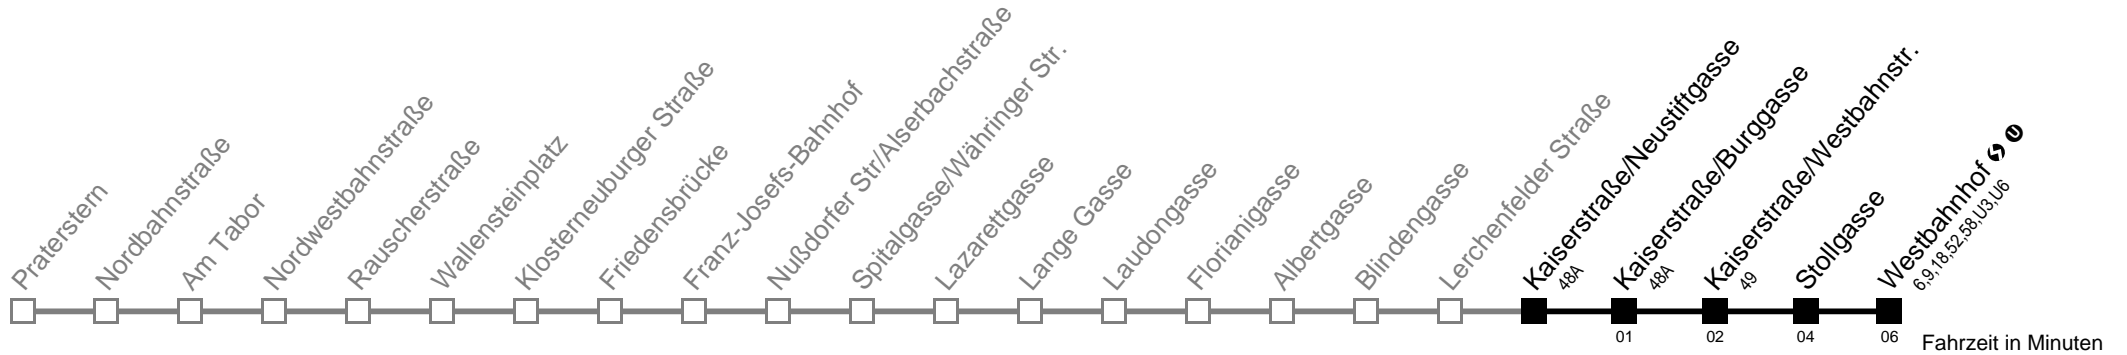 Praterstern
Nordbahnstraße
Am Tabor
Nordwestbahnstraße
Rauscherstraße
Wallensteinplatz
Klosterneuburger Straße
Friedensbrücke
Franz-Josefs-Bahnhof
Nußdorfer Str/Alserbachstraße
Spitalgasse/Währinger Str.
Lazarettgasse
Lange Gasse
Laudongasse
Florianigasse
Albertgasse
Blindengasse
Lerchenfelder Straße
Kaiserstraße/Neustiftgasse
48A
Kaiserstraße/Burggasse
48A
Kaiserstraße/Westbahnstr.
49
Stollgasse
Westbahnhof S U
6,9,18,52,58,U3,U6
01
02
04
06
Fahrzeit in Minuten